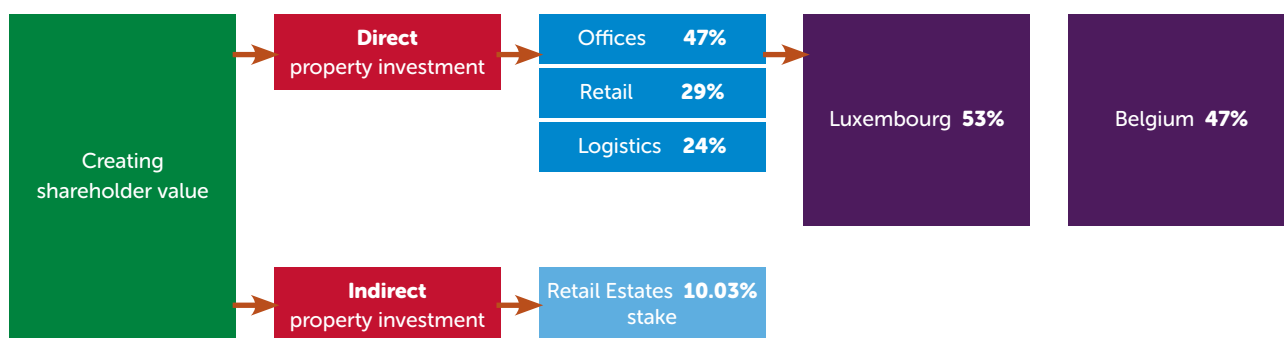 Creating
shareholder value
Direct
property investment
Offices 47%
Retail 29%
Logistics 24%
Luxembourg 53%
Belgium 47%
Indirect
property investment
Retail Estates 10.03%
stake